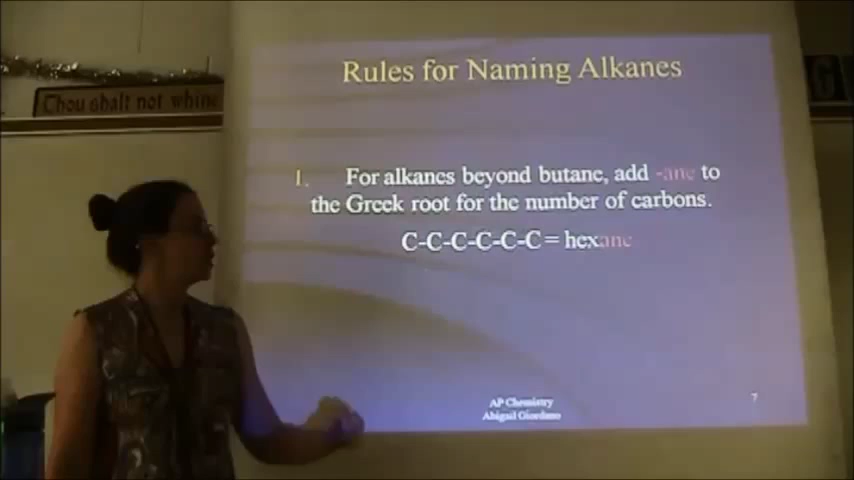 Rules for Naming Alkanes
Thou shalt not whine
1. For alkanes beyond butane, add -ane to
the Greek root for the number of carbons.
C-C-C-C-C-C = hexane
AP Chemistry
Abigail Giordano
7
G